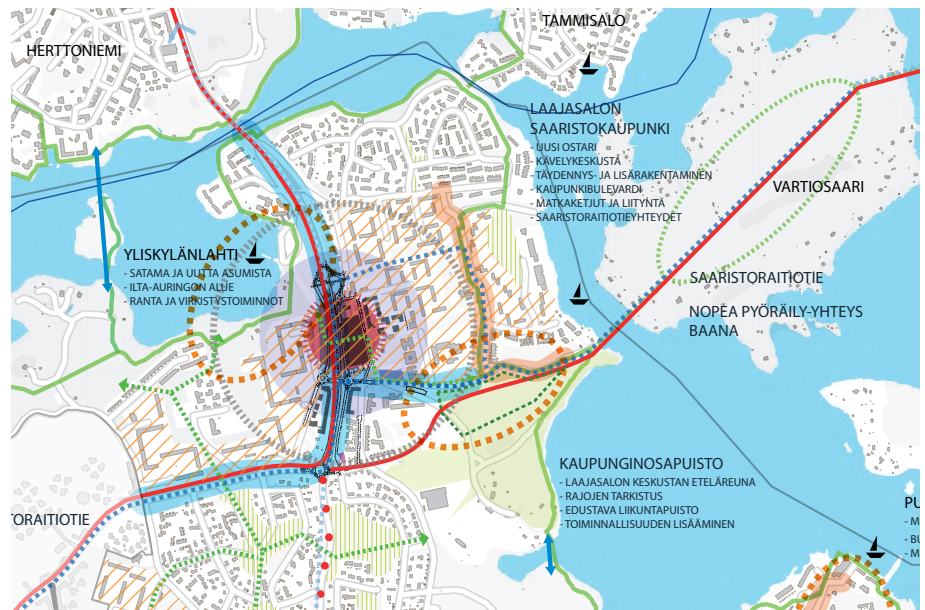 HERTTONIEMI
TAMMISALO
LAAJASALON
SAARISTOKAUPUNKI
- UUSI OSTARI
- KÄVELYKESKUSTA
- TÄYDENNYS- JA LISÄRAKENTAMINEN
- KAUPUNKIBULEVARDI
- MATKAKETJUT JA LIITYNTÄ
- SAARISTORAITIOTIEYHTEYDET
VARTIOSAARI
YLISKYLÄNLAHTI
- SATAMA JA UUTTA ASUMISTA
- ILTA-AURINGON ALUE
- RANTA JA VIRKISTYSTOIMINNOT
SAARISTORAITIOTIE
NOPEA PYÖRÄILY-YHTEYS
BAANA
KAUPUNGINOSAPUISTO
- LAAJASALON KESKUSTAN ETELÄREUNA
- RAJOJEN TARKISTUS
- EDUSTAVA LIIKUNTAPUISTO
- TOIMINNALLISUUDEN LISÄÄMINEN
TORAITIOTIE
PU
- M
- BU
- M